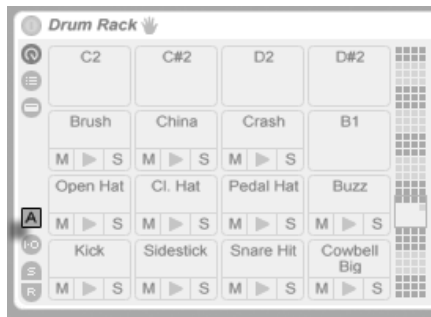 Drum Rack
C2 C#2 D2 D#2
Brush China Crash B1
M S M S M S
Open Hat Cl. Hat Pedal Hat Buzz
A M S M S M S M S
I-O Kick Sidestick Snare Hit Cowbell
Big
S
R M S M S M S M S